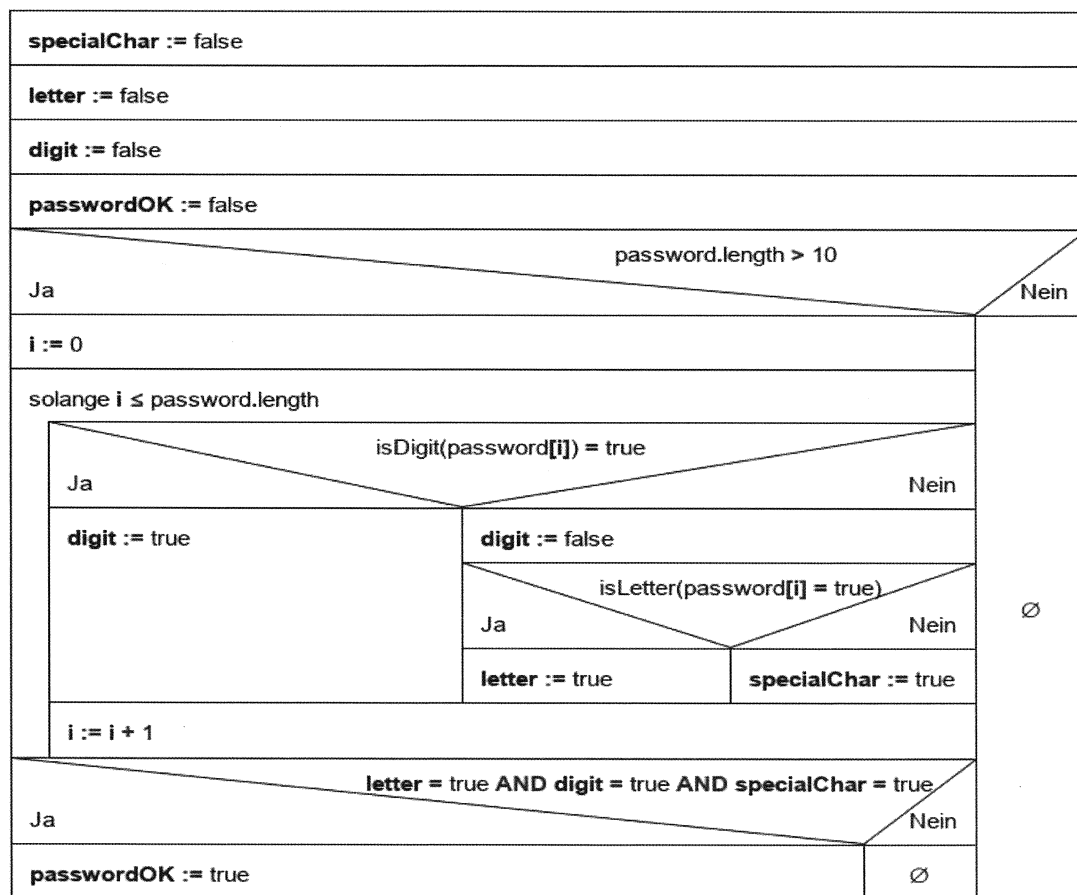 specialChar := false
letter := false
digit := false
passwordOK := false
password.length > 10
Ja
Nein
i := 0
solange i ≤ password.length
isDigit(password[i]) = true
Ja
Nein
digit := true
digit := false
isLetter(password[i] = true)
Ja
Nein
letter := true
specialChar := true
∅
i := i + 1
letter = true AND digit = true AND specialChar = true
Ja
Nein
passwordOK := true
∅